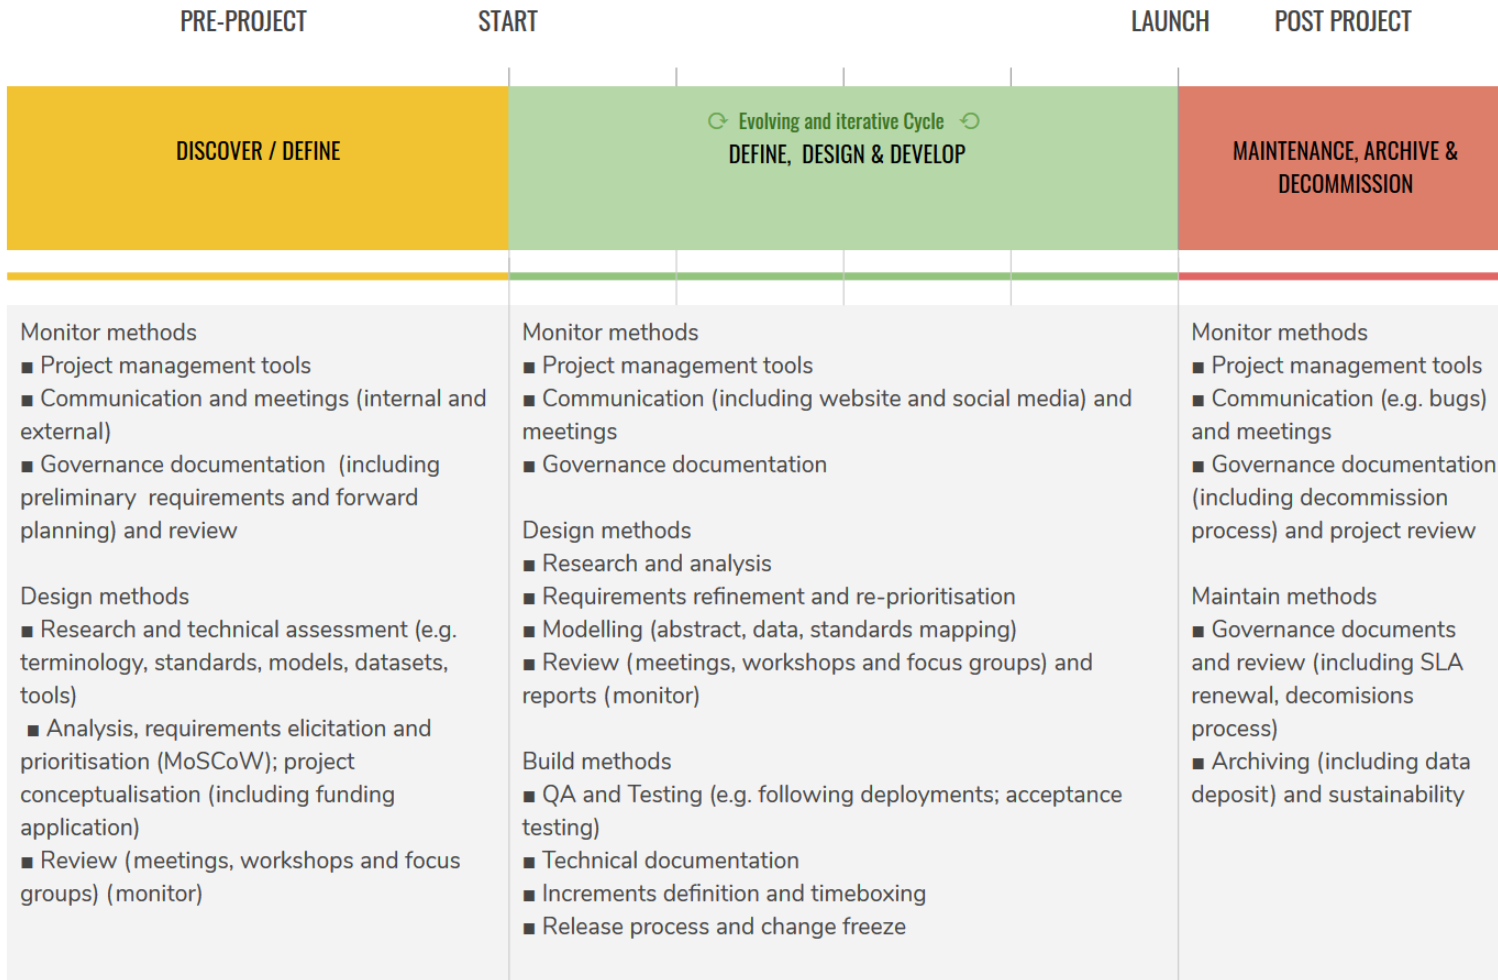 PRE-PROJECT
START
LAUNCH
POST PROJECT
DISCOVER / DEFINE
Evolving and iterative Cycle
DEFINE, DESIGN & DEVELOP
MAINTENANCE, ARCHIVE &
DECOMMISSION
Monitor methods
■ Project management tools
■ Communication and meetings (internal and
external)
■ Governance documentation (including
preliminary requirements and forward
planning) and review
Design methods
■ Research and technical assessment (e.g.
terminology, standards, models, datasets,
tools)
■ Analysis, requirements elicitation and
prioritisation (MoSCoW); project
conceptualisation (including funding
application)
■ Review (meetings, workshops and focus
groups) (monitor)
Monitor methods
■ Project management tools
■ Communication (including website and social media) and
meetings
■ Governance documentation
Design methods
■ Research and analysis
■ Requirements refinement and re-prioritisation
■ Modelling (abstract, data, standards mapping)
■ Review (meetings, workshops and focus groups) and
reports (monitor)
Build methods
■ QA and Testing (e.g. following deployments; acceptance
testing)
■ Technical documentation
■ Increments definition and timeboxing
■ Release process and change freeze
Monitor methods
■ Project management tools
■ Communication (e.g. bugs)
and meetings
■ Governance documentation
(including decommission
process) and project review
Maintain methods
■ Governance documents
and review (including SLA
renewal, decomisions
process)
■ Archiving (including data
deposit) and sustainability